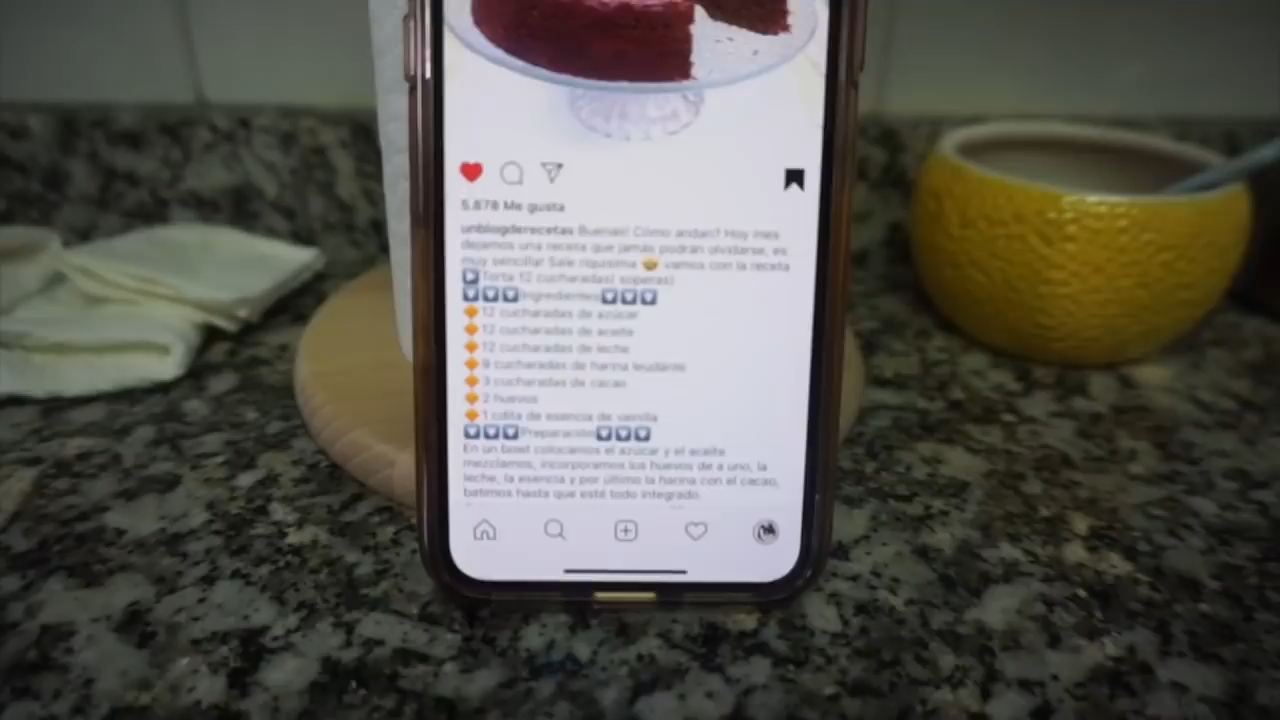 5.878 Me gusta
unblogderecetas Buenas! Cómo andan? Hoy mes
dejamos una receta que jamás podrán olvidarse, es
muy sencilla! Sale riquísima 🤩 vamos con la receta
▶️Torta 12 cucharadas( soperas)
🔽🔽🔽Ingredientes🔽🔽🔽
🔸12 cucharadas de azúcar
🔸12 cucharadas de aceite
🔸12 cucharadas de leche
🔸9 cucharadas de harina leudante
🔸3 cucharadas de cacao
🔸2 huevos
🔸1 cdita de esencia de vainilla
🔽🔽🔽Preparación🔽🔽🔽
En un bowl colocamos el azúcar y el aceite
mezclamos, incorporamos los huevos de a uno, la
leche, la esencia y por último la harina con el cacao,
batimos hasta que esté todo integrado.